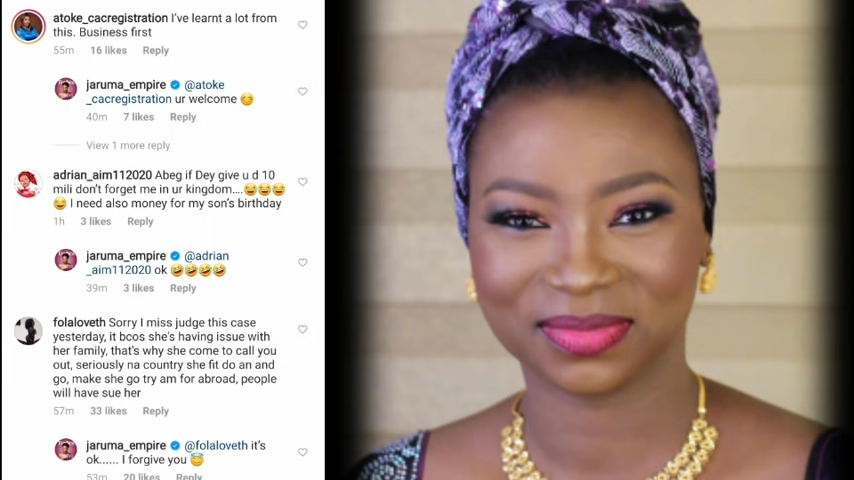 atoke_cacregistration I've learnt a lot from
this. Business first
55m 16 likes Reply
jaruma_empire @atoke
_cacregistration ur welcome 😊
40m 7 likes Reply
View 1 more reply
adrian_aim112020 Abeg if Dey give u d 10
mili don't forget me in ur kingdom....😂😂😂
😂 I need also money for my son's birthday
1h 3 likes Reply
jaruma_empire @adrian
_aim112020 ok 🤣🤣🤣🤣
39m 3 likes Reply
folaloveth Sorry I miss judge this case
yesterday, it bcos she's having issue with
her family, that's why she come to call you
out, seriously na country she fit do an and
go, make she go try am for abroad, people
will have sue her
57m 33 likes Reply
jaruma_empire @folaloveth it's
ok...... I forgive you 😇
53m 20 likes Reply